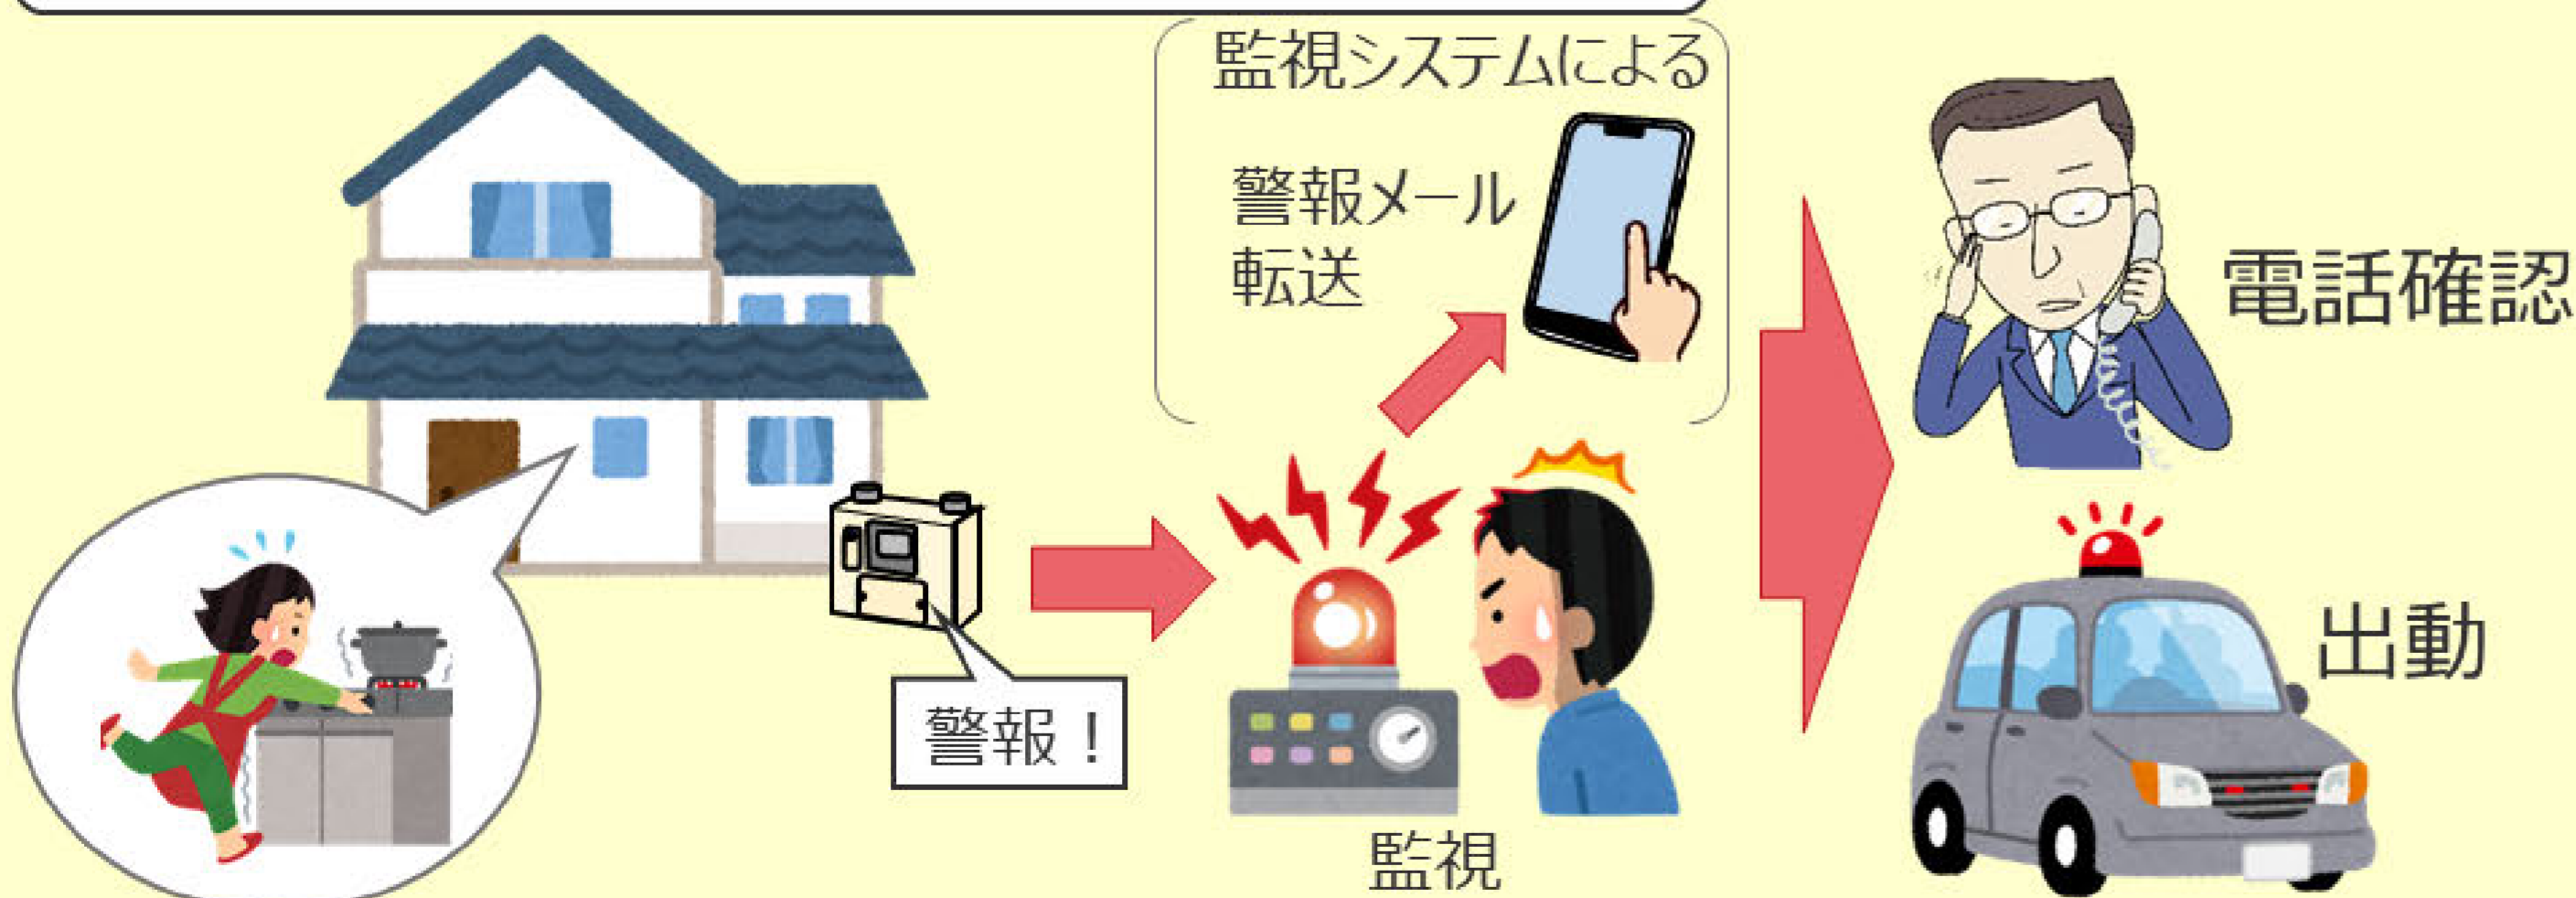 監視システムによる
警報メール
転送
電話確認
警報！
出動
監視